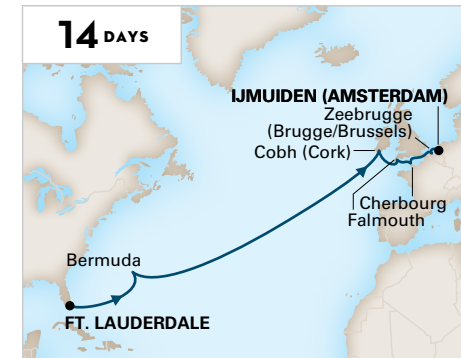 14 DAYS
IJMUIDEN (AMSTERDAM)
Zeebrugge
(Brugge/Brussels)
Cobh (Cork)
Cherbourg
Falmouth
Bermuda
FT. LAUDERDALE